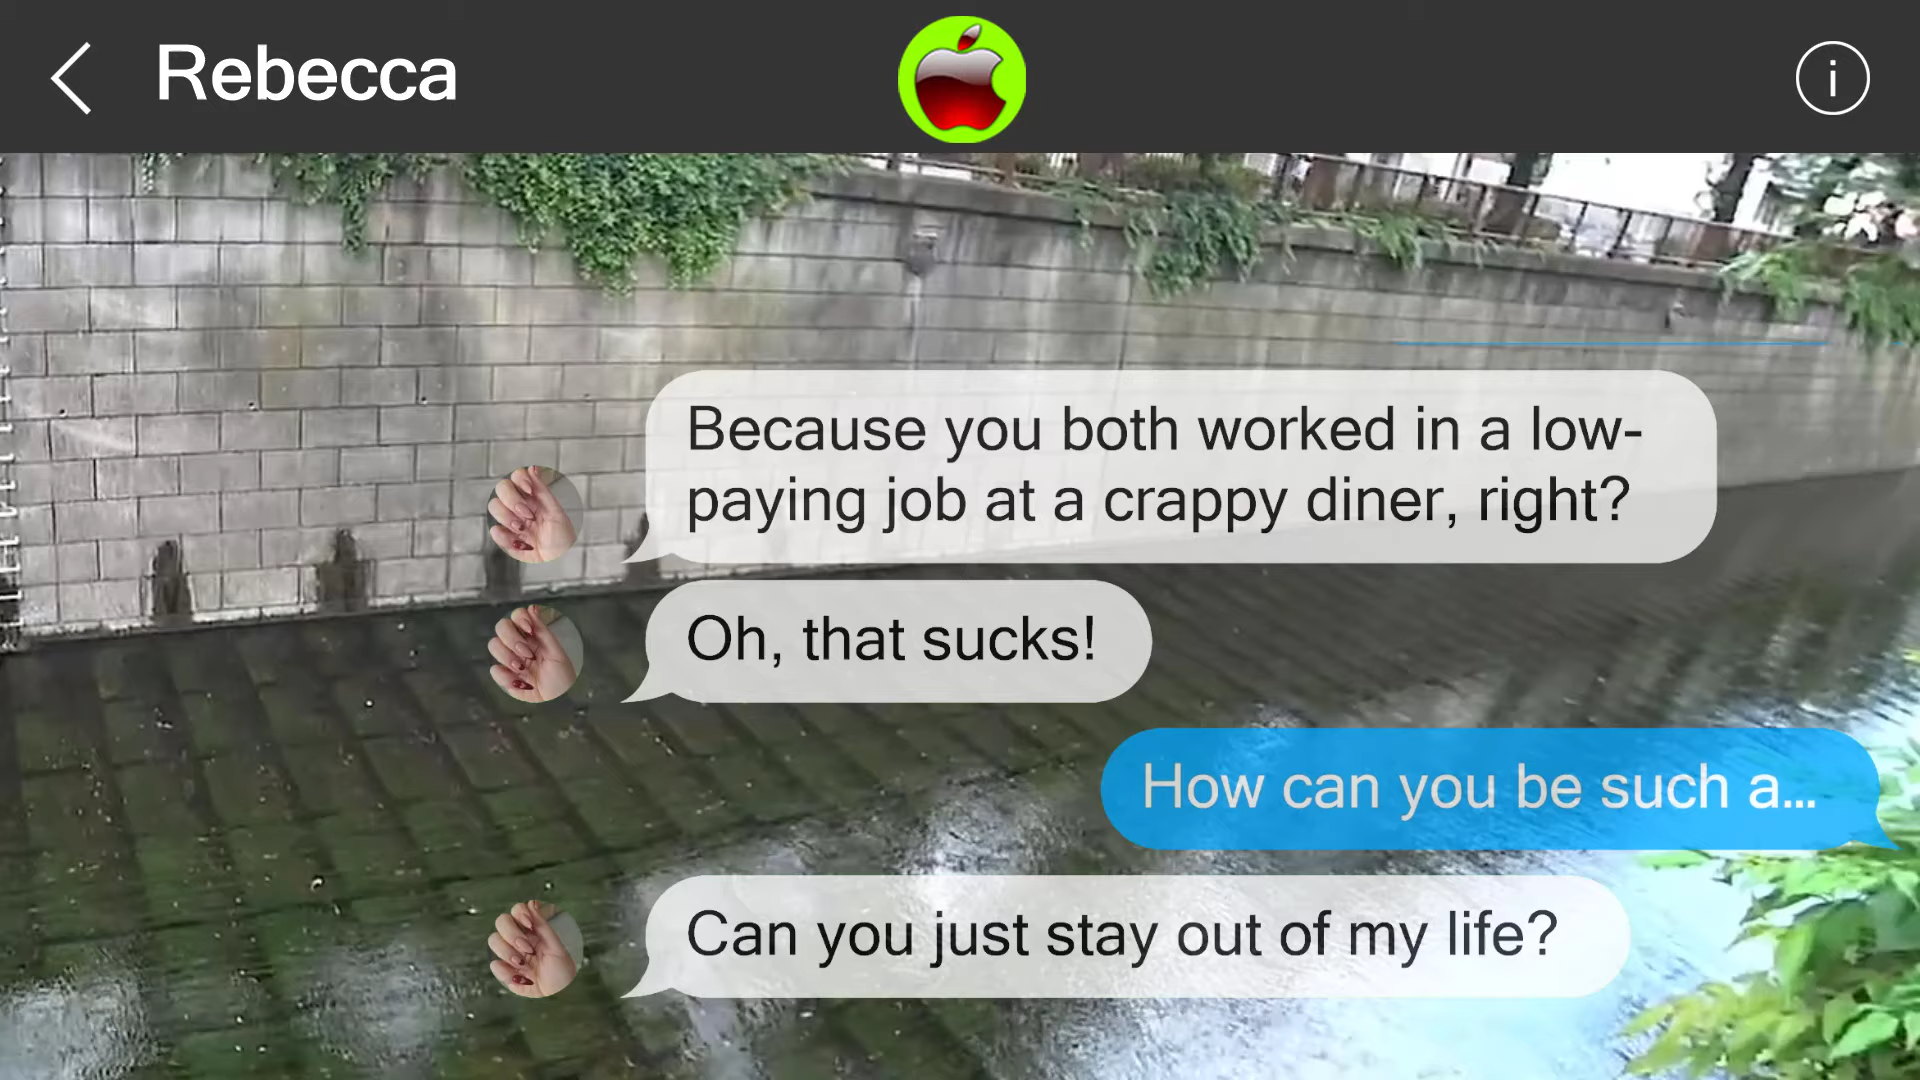 Rebecca
Because you both worked in a low-
paying job at a crappy diner, right?
Oh, that sucks!
How can you be such a...
Can you just stay out of my life?